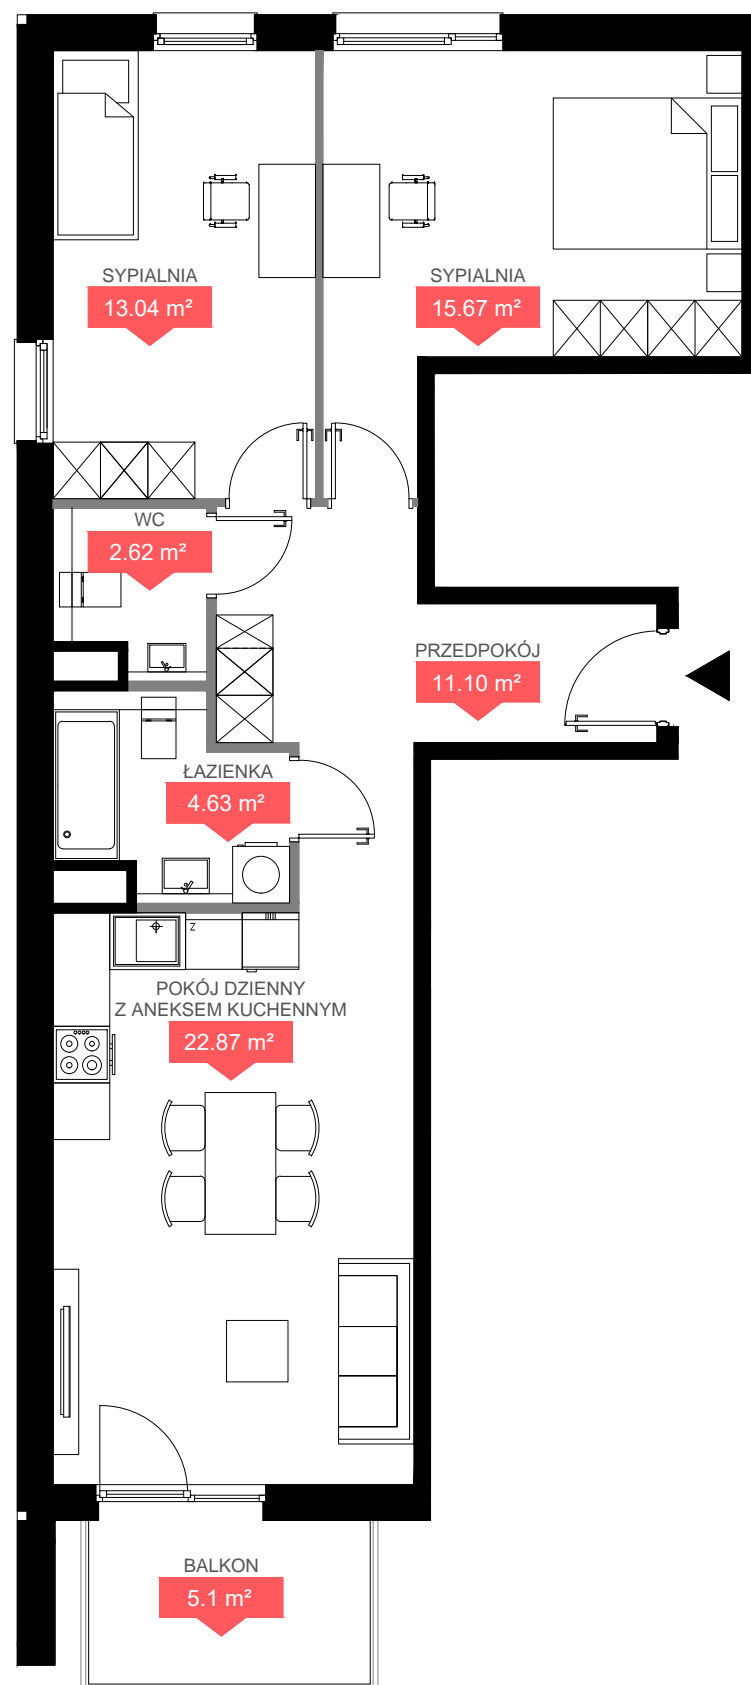 SYPIALNIA
13.04 m²
SYPIALNIA
15.67 m²
WC
2.62 m²
PRZEDPOKÓJ
11.10 m²
ŁAZIENKA
4.63 m²
Z
POKÓJ DZIENNY
Z ANEKSEM KUCHENNYM
22.87 m²
BALKON
5.1 m²